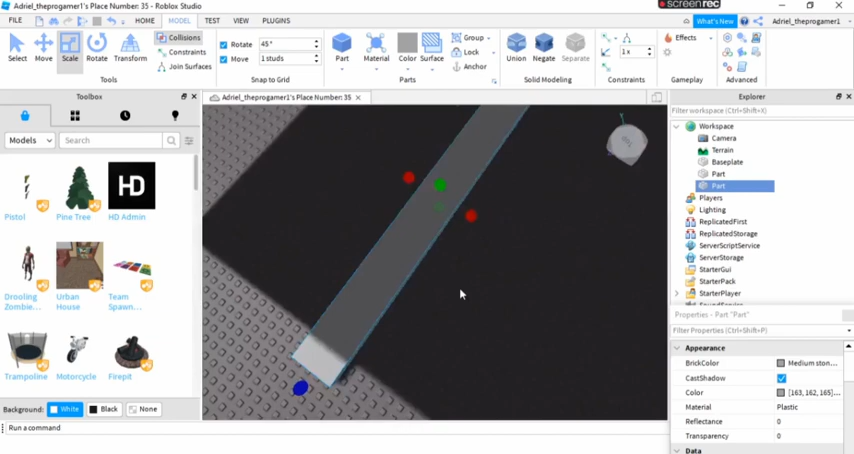 Adriel_theprogamer1's Place Number: 35 - Roblox Studio
screenrec
FILE HOME MODEL TEST VIEW PLUGINS
What's New Adriel_theprogamer1
Select Move Scale Rotate Transform
Collisions
Constraints
Join Surfaces
Tools
Rotate 45°
Move 1 studs
Snap to Grid
Part Material Color Surface
Group
Lock
Anchor
Parts
Union Negate Separate
Solid Modeling
1 x
Constraints
Effects
Gameplay
Advanced
Toolbox
Models Search
Pistol Pine Tree HD Admin
Drooling Zombie... Urban House Team Spawn...
Trampoline Motorcycle Firepit
Background: White Black None
Adriel_theprogamer1's Place Number: 35
Explorer
Filter workspace (Ctrl+Shift+X)
Workspace
Camera
Terrain
Baseplate
Part
Part
Players
Lighting
ReplicatedFirst
ReplicatedStorage
ServerScriptService
ServerStorage
StarterGui
StarterPack
StarterPlayer
SoundService
Properties - Part "Part"
Filter Properties (Ctrl+Shift+P)
Appearance
BrickColor Medium ston...
CastShadow
Color [163, 162, 165]...
Material Plastic
Reflectance 0
Transparency 0
Data
Run a command